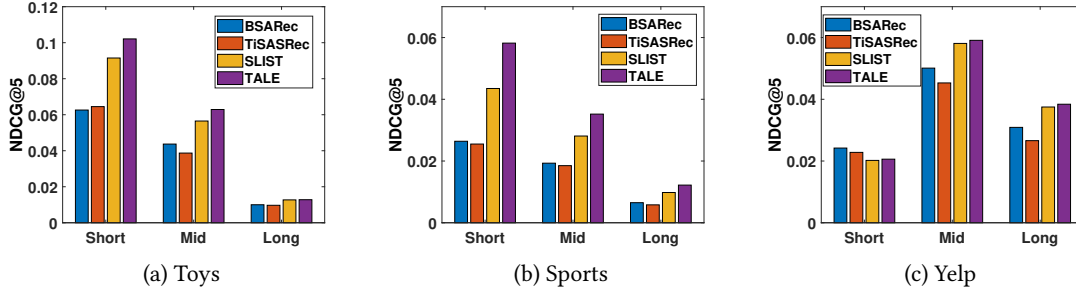 NDCG@5
0.12
0.1
0.08
0.06
0.04
0.02
0
Short
Mid
Long
BSARec
TiSASRec
SLIST
TALE
(a) Toys
NDCG@5
0.06
0.04
0.02
0
Short
Mid
Long
BSARec
TiSASRec
SLIST
TALE
(b) Sports
NDCG@5
0.06
0.04
0.02
0
Short
Mid
Long
BSARec
TiSASRec
SLIST
TALE
(c) Yelp